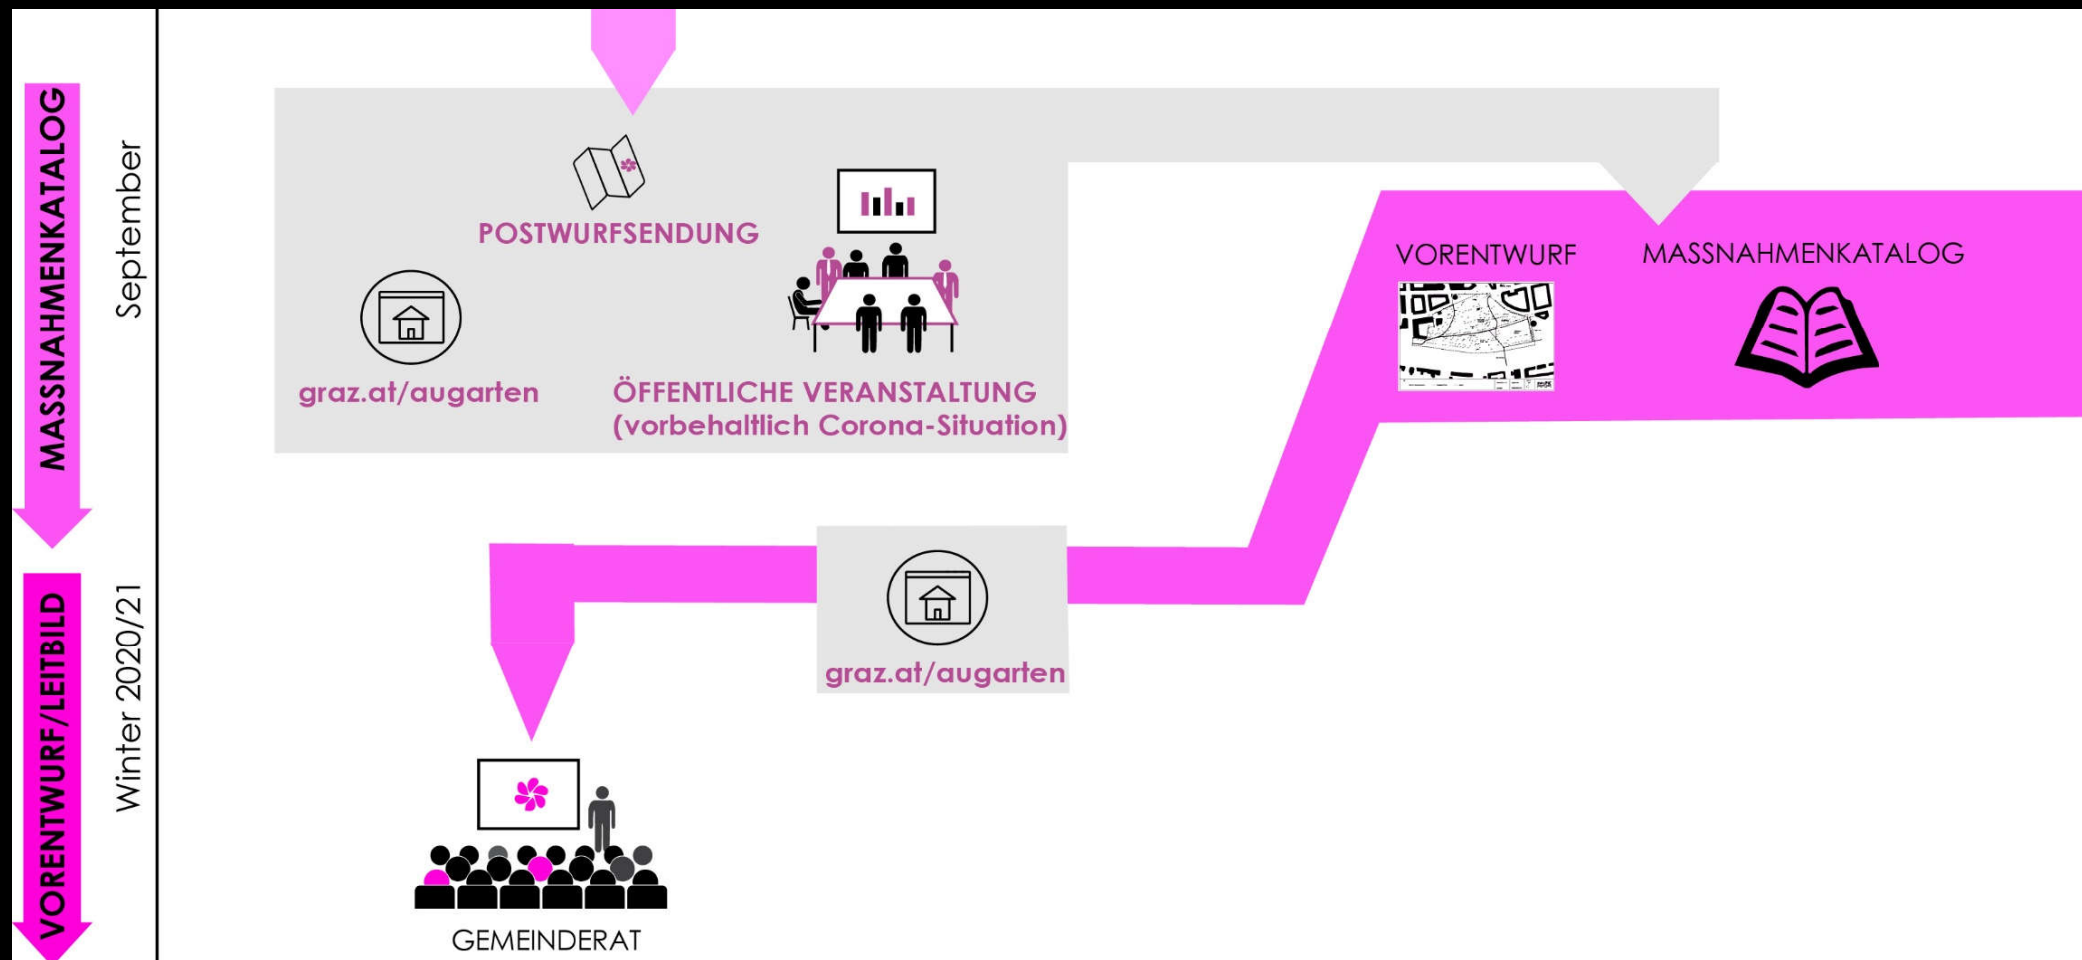 MASSNAHMENKATALOG
September
POSTWURFSENDUNG
graz.at/augarten
ÖFFENTLICHE VERANSTALTUNG
(vorbehaltlich Corona-Situation)
VORENTWURF
MASSNAHMENKATALOG
VORENTWURF/LEITBILD
Winter 2020/21
graz.at/augarten
GEMEINDERAT